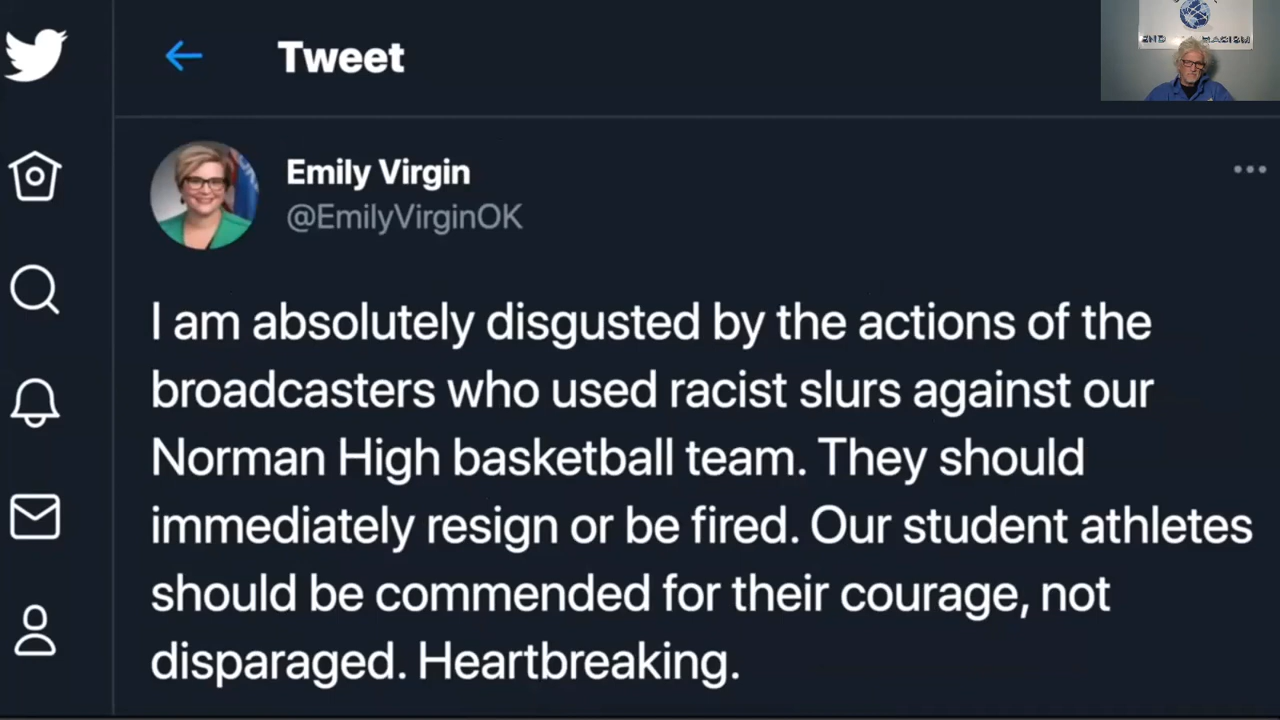 Tweet
END RACISM
Emily Virgin
@EmilyVirginOK
I am absolutely disgusted by the actions of the
broadcasters who used racist slurs against our
Norman High basketball team. They should
immediately resign or be fired. Our student athletes
should be commended for their courage, not
disparaged. Heartbreaking.